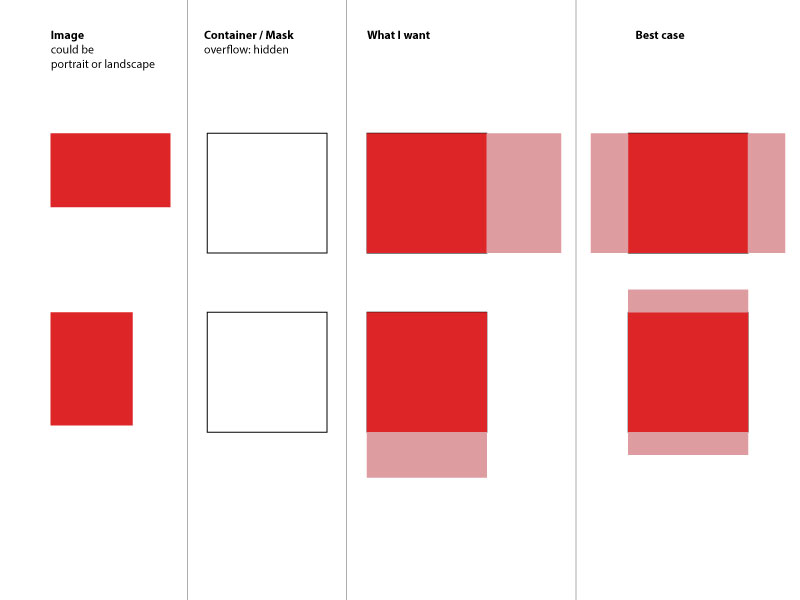 Image
could be
portrait or landscape
Container / Mask
overflow: hidden
What I want
Best case